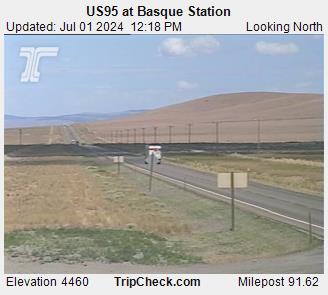 US95 at Basque Station
Updated: Jul 01 2024 12:18 PM Looking North
Elevation 4460 TripCheck.com Milepost 91.62